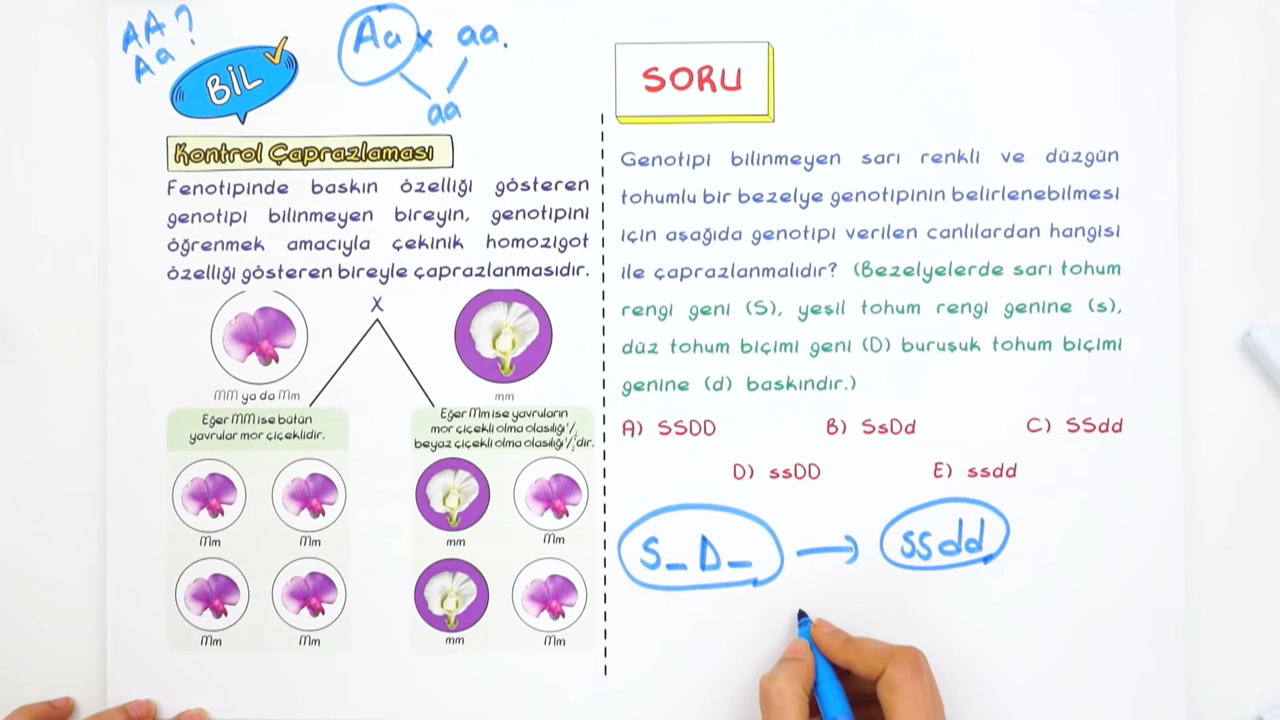 AA ?
Aa
BİL
Aa x aa.
aa
Kontrol Çaprazlaması
Fenotipinde baskın özelliği gösteren
genotipi bilinmeyen bireyin, genotipini
öğrenmek amacıyla çekinik homozigot
özelliği gösteren bireyle çaprazlanmasıdır.
X
MM ya da Mm
mm
Eğer MM ise bütün
yavrular mor çiçeklidir.
Eğer Mm ise yavruların
mor çiçekli olma olasılığı 1/2
beyaz çiçekli olma olasılığı 1/2'dir.
Mm
Mm
mm
Mm
Mm
Mm
mm
Mm
SORU
Genotipi bilinmeyen sarı renkli ve düzgün
tohumlu bir bezelye genotipinin belirlenebilmesi
için aşağıda genotipi verilen canlılardan hangisi
ile çaprazlanmalıdır? (Bezelyelerde sarı tohum
rengi geni (S), yeşil tohum rengi genine (s),
düz tohum biçimi geni (D) buruşuk tohum biçimi
genine (d) baskındır.)
A) SSDD B) SsDd C) SSdd
D) ssDD E) ssdd
S_D_ → ssdd